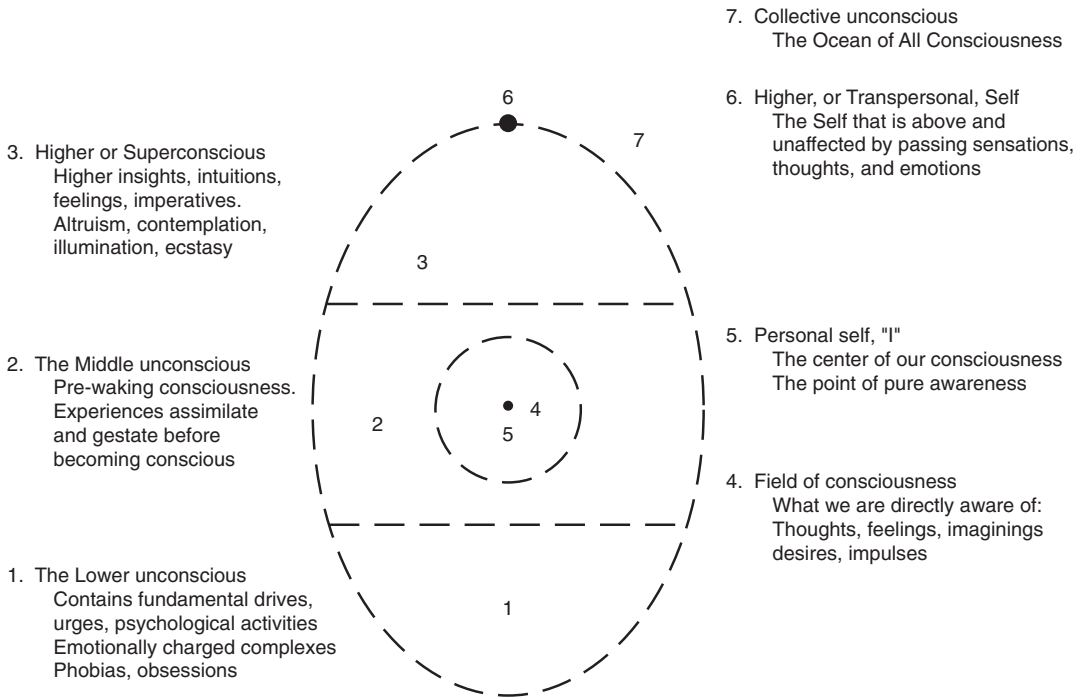 7. Collective unconscious
The Ocean of All Consciousness
6. Higher, or Transpersonal, Self
The Self that is above and
unaffected by passing sensations,
thoughts, and emotions
3. Higher or Superconscious
Higher insights, intuitions,
feelings, imperatives.
Altruism, contemplation,
illumination, ecstasy
6
7
3
5. Personal self, "I"
The center of our consciousness
The point of pure awareness
2. The Middle unconscious
Pre-waking consciousness.
Experiences assimilate
and gestate before
becoming conscious
2
4
5
4. Field of consciousness
What we are directly aware of:
Thoughts, feelings, imaginings
desires, impulses
1. The Lower unconscious
Contains fundamental drives,
urges, psychological activities
Emotionally charged complexes
Phobias, obsessions
1